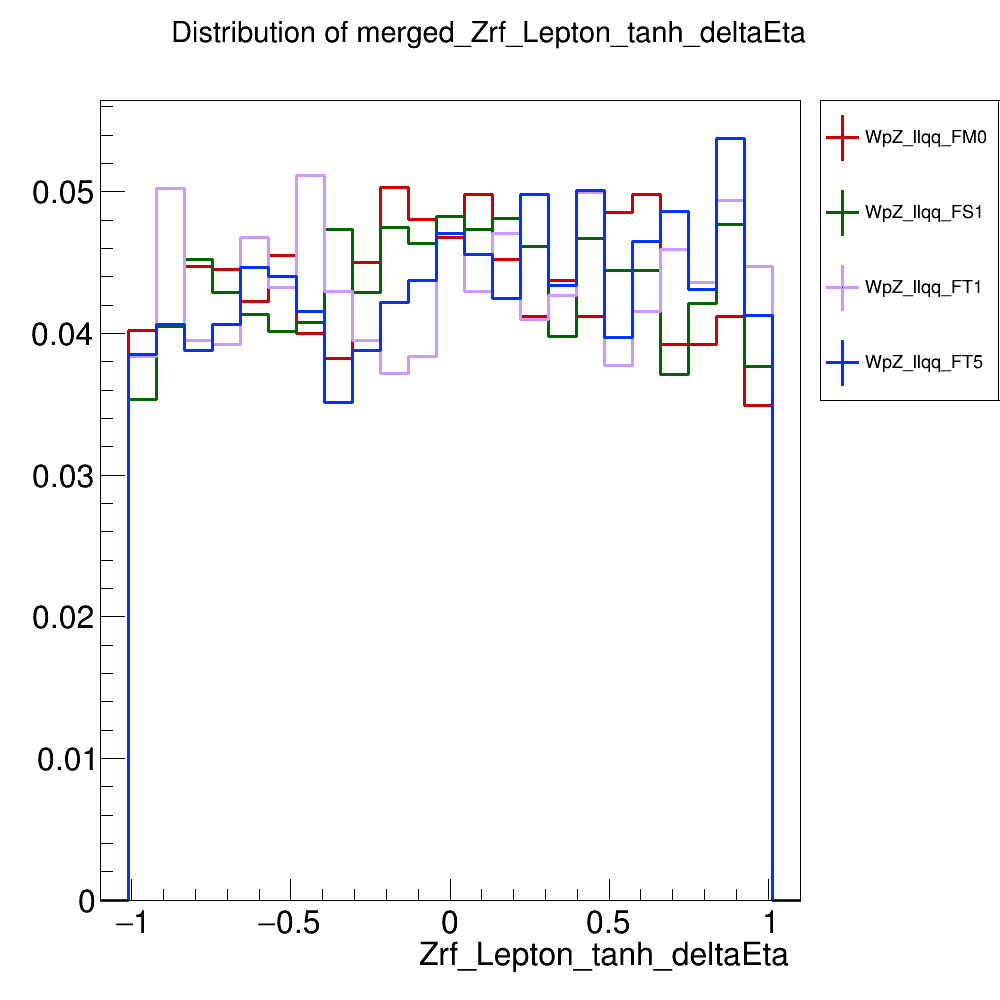 Distribution of merged_Zrf_Lepton_tanh_deltaEta
WpZ_llqq_FM0
WpZ_llqq_FS1
WpZ_llqq_FT1
WpZ_llqq_FT5
0.05
0.04
0.03
0.02
0.01
0
−1 −0.5 0 0.5 1
Zrf_Lepton_tanh_deltaEta